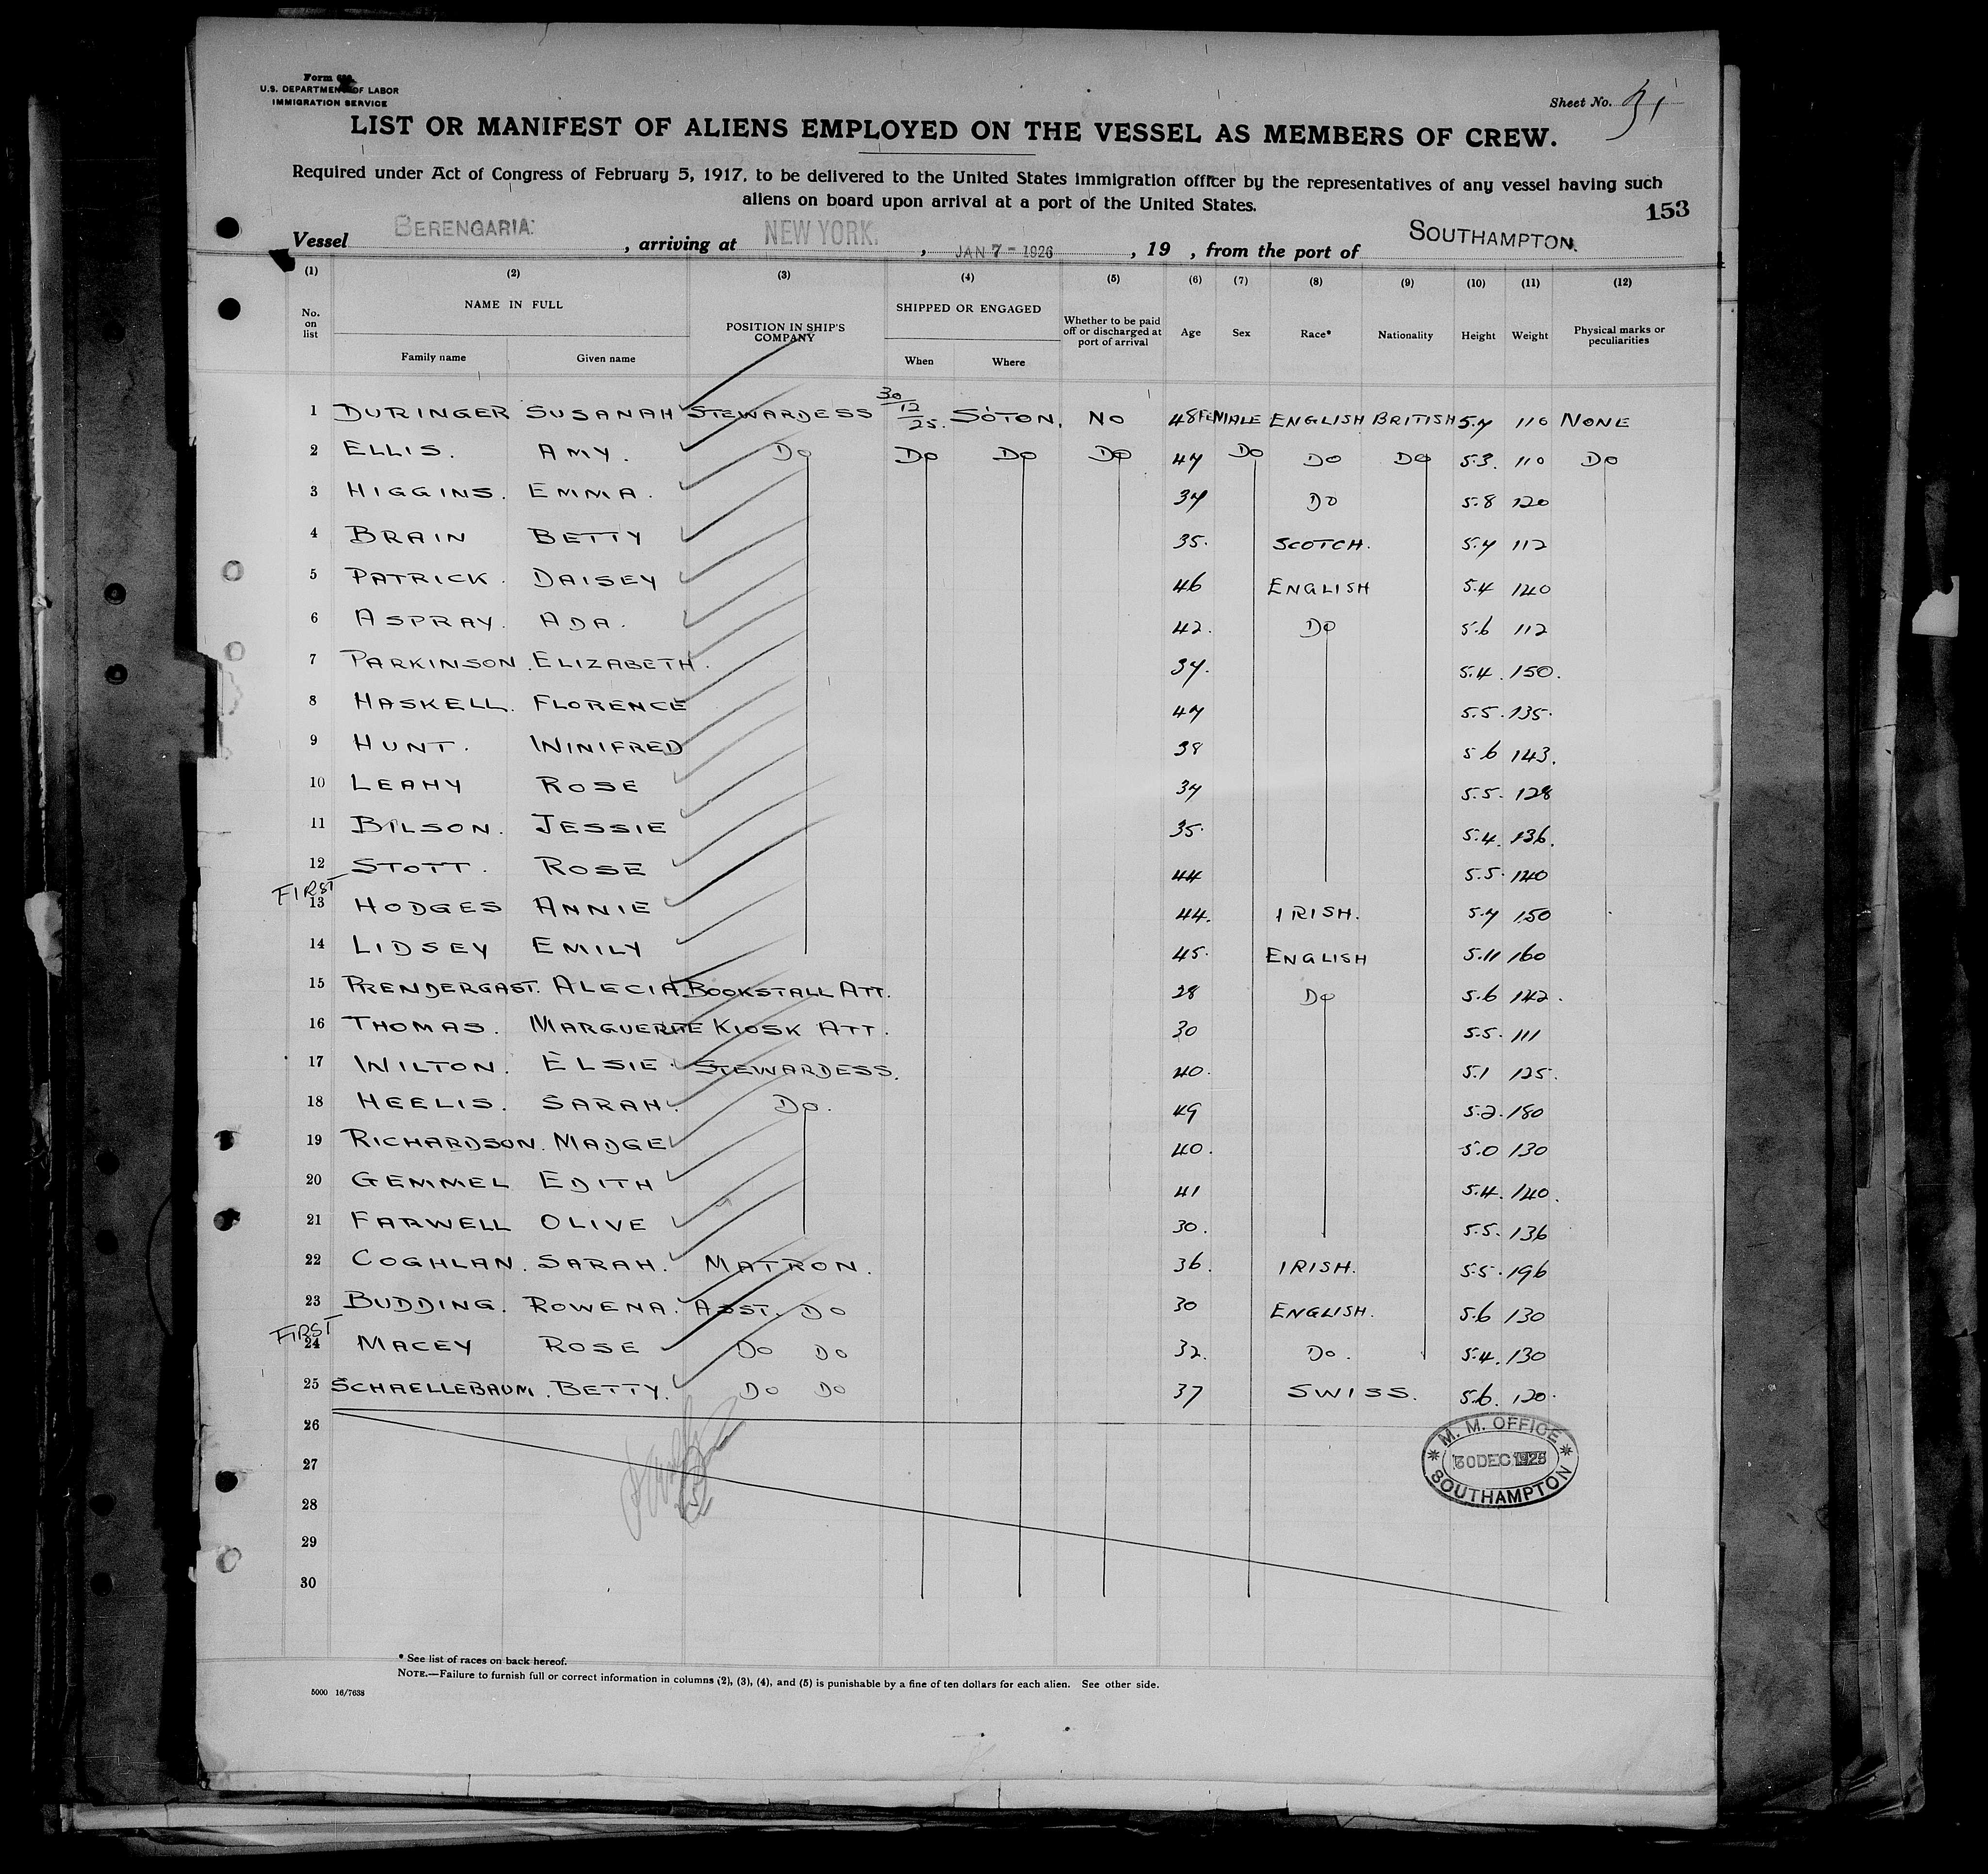 Form 680
U.S. DEPARTMENT OF LABOR
IMMIGRATION SERVICE
Sheet No. 31
LIST OR MANIFEST OF ALIENS EMPLOYED ON THE VESSEL AS MEMBERS OF CREW.
Required under Act of Congress of February 5, 1917, to be delivered to the United States immigration officer by the representatives of any vessel having such
aliens on board upon arrival at a port of the United States.
153
Vessel BERENGARIA. , arriving at NEW YORK. , JAN 7 - 1926 , 19 , from the port of SOUTHAMPTON.
(1) (2) (3) (4) (5) (6) (7) (8) (9) (10) (11) (12)
No. on list NAME IN FULL Family name Given name POSITION IN SHIP'S COMPANY SHIPPED OR ENGAGED When Where Whether to be paid off or discharged at port of arrival Age Sex Race* Nationality Height Weight Physical marks or peculiarities
1 DURINGER SUSANAH STEWARDESS 30/12/25. SOTON. NO 48 FEMALE ENGLISH BRITISH 5.7 110 NONE
2 ELLIS. AMY. DO DO DO DO 47 DO DO DO 5.3. 110 DO
3 HIGGINS. EMMA. 37 DO 5.8 120
4 BRAIN BETTY 35. SCOTCH. 5.7 112
5 PATRICK. DAISEY 46 ENGLISH 5.4 140
6 ASPRAY. ADA. 42. DO 5.6 112
7 PARKINSON. ELIZABETH. 37. 5.4. 150.
8 HASKELL. FLORENCE 47 5.5. 135.
9 HUNT. WINIFRED 38 5.6 143.
10 LEAHY ROSE 37 5.5. 128
11 BILSON. JESSIE 35. 5.4. 136.
12 STOTT. ROSE 44 5.5. 140
FIRST
13 HODGES ANNIE 44. IRISH. 5.7 150
14 LIDSEY EMILY 45. ENGLISH 5.11 160
15 PRENDERGAST. ALECIA BOOKSTALL ATT. 28 DO 5.6 142.
16 THOMAS. MARGUERITE KIOSK ATT. 30 5.5. 111
17 WILTON. ELSIE. STEWARDESS. 40. 5.1 125.
18 HEELIS. SARAH. DO. 49 5.2. 180
19 RICHARDSON. MADGE 40. 5.0 130
20 GEMMEL EDITH 41 5.4. 140.
21 FARWELL OLIVE 30. 5.5. 136
22 COGHLAN. SARAH. MATRON. 36. IRISH. 5.5. 196
23 BUDDING. ROWENA. ASST. DO 30 ENGLISH. 5.6 130
FIRST
24 MACEY ROSE DO DO 32. DO. 5.4. 130
25 SCHAELLEBAUM. BETTY. DO DO 37 SWISS. 5.6. 120.
26
27
28
29
30
M. M. OFFICE
30 DEC 1925
SOUTHAMPTON
* See list of races on back hereof.
NOTE.—Failure to furnish full or correct information in columns (2), (3), (4), and (5) is punishable by a fine of ten dollars for each alien. See other side.
5000 16/7638